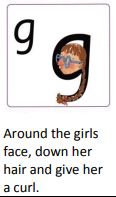 g g
Around the girls
face, down her
hair and give her
a curl.